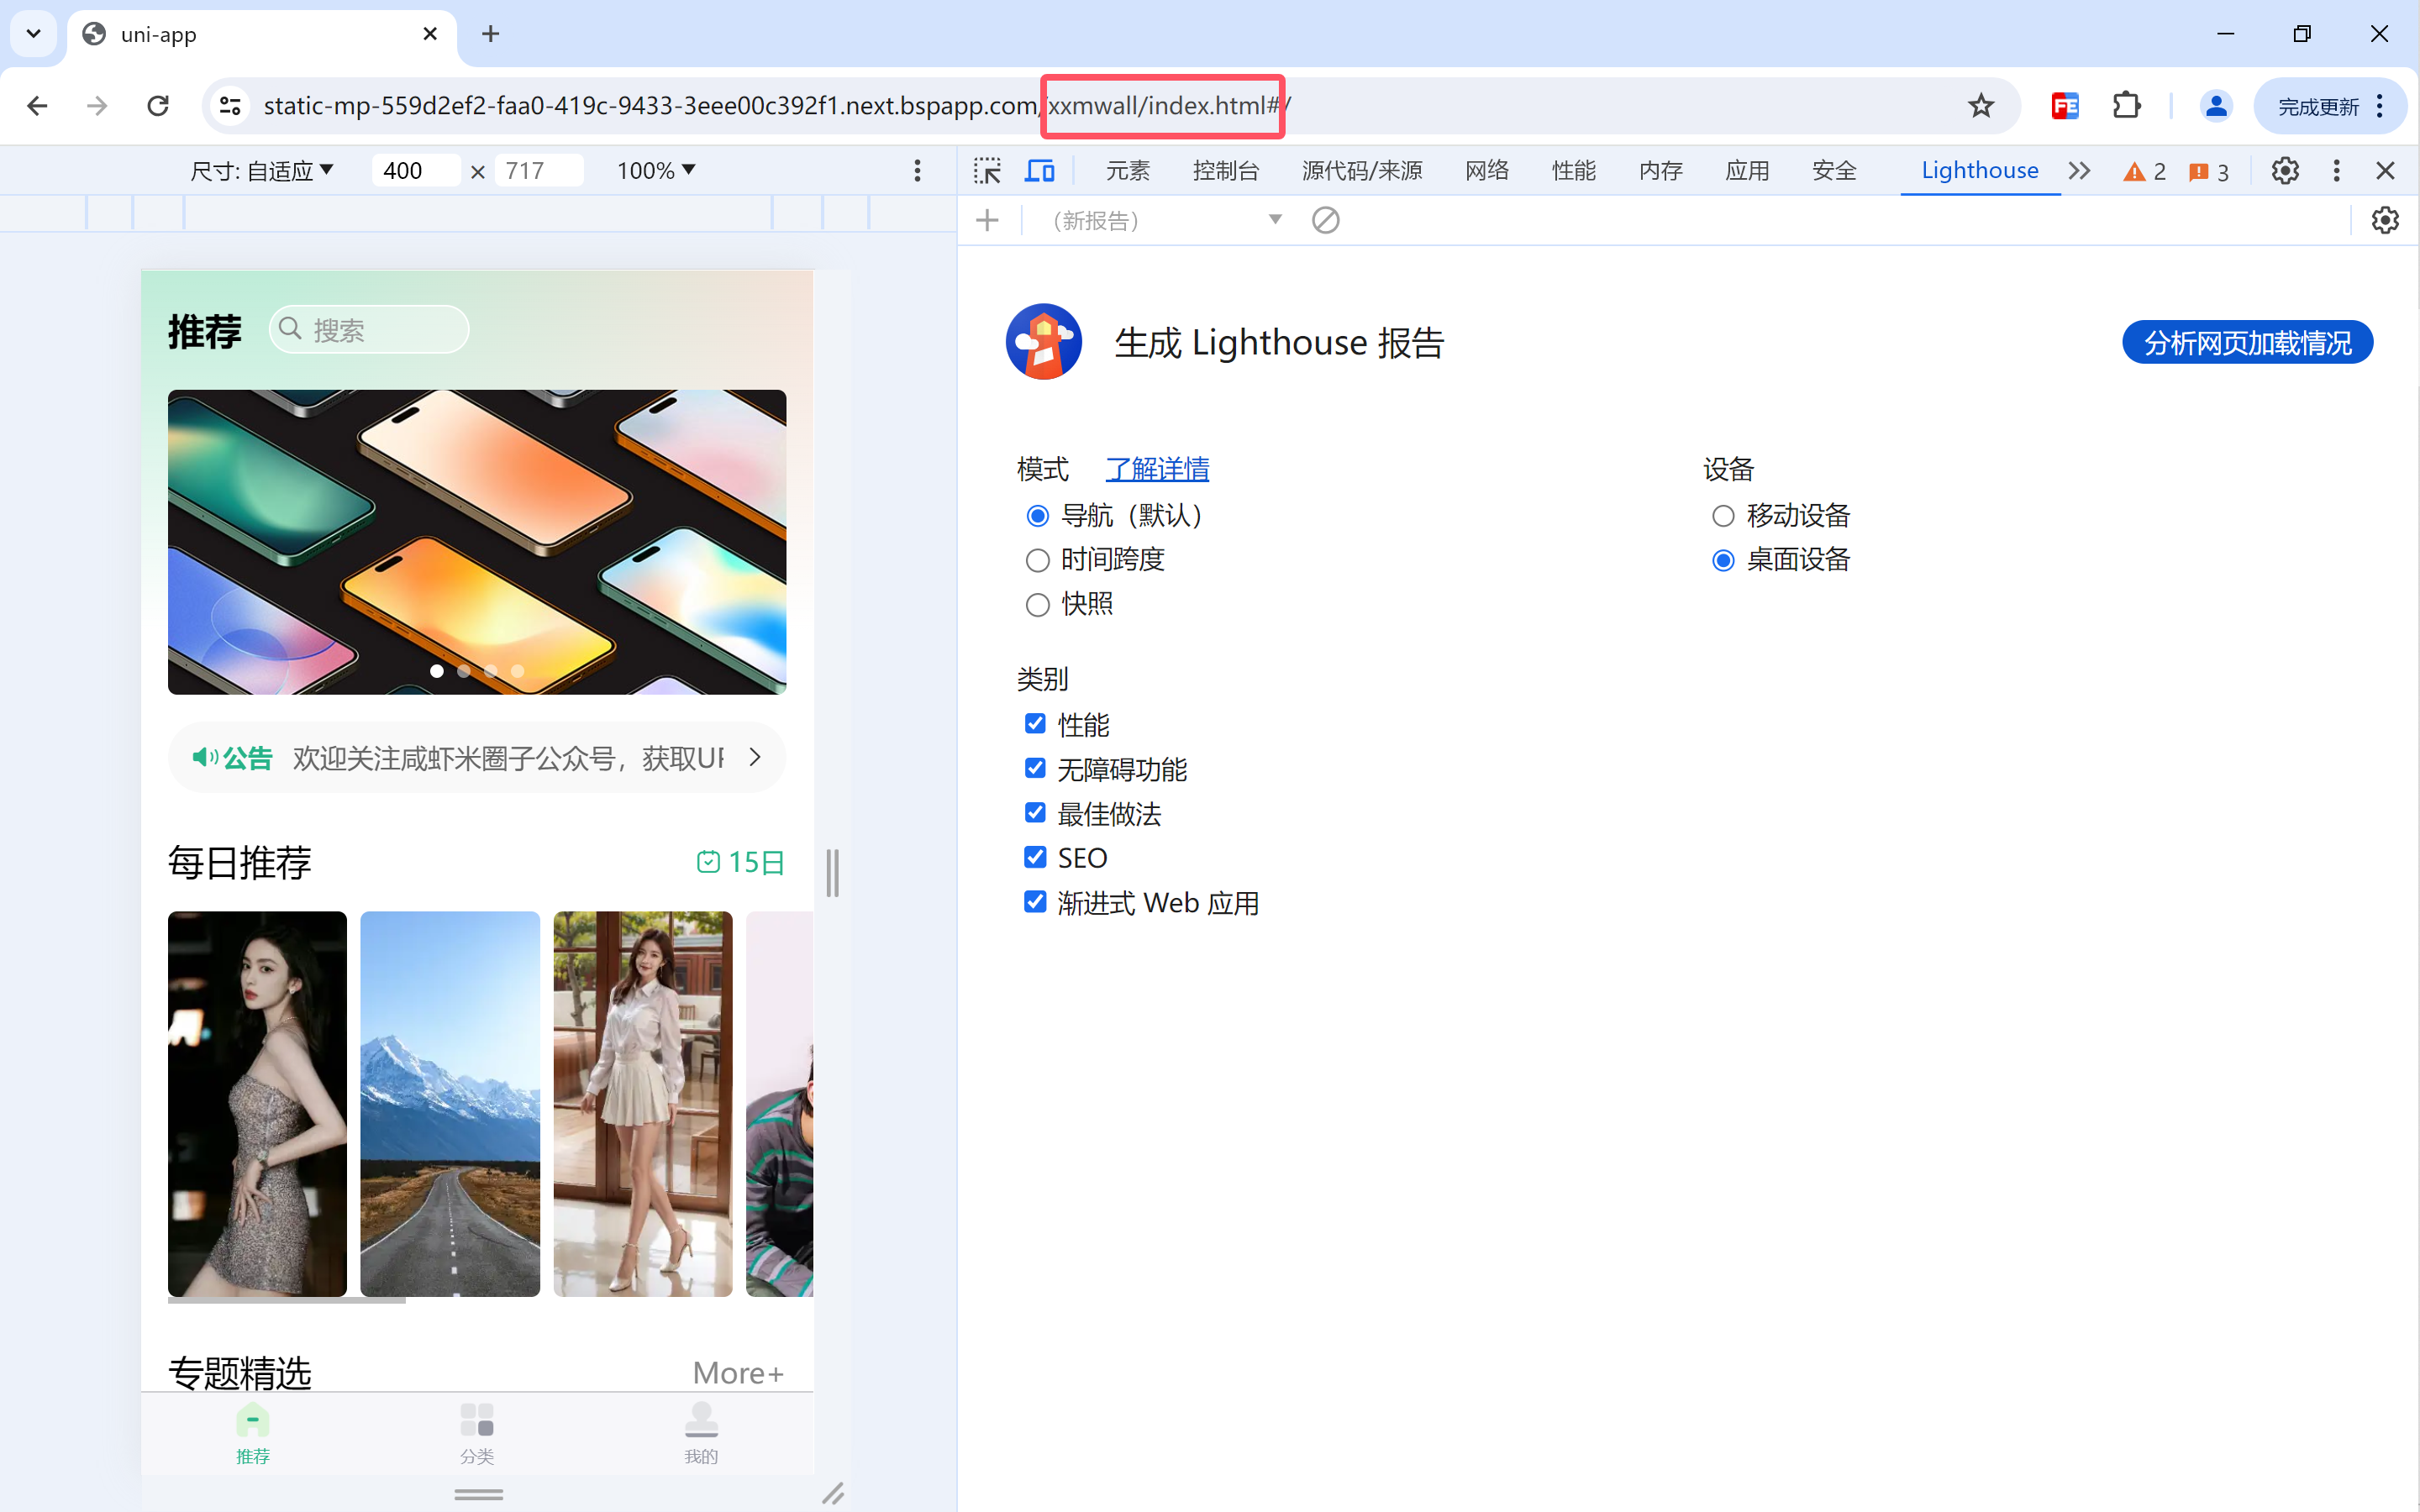 uni-app
static-mp-559d2ef2-faa0-419c-9433-3eee00c392f1.next.bspapp.com/xxmwall/index.html#/
完成更新
尺寸: 自适应 400 × 717 100%
元素 控制台 源代码/来源 网络 性能 内存 应用 安全 Lighthouse 2 3
(新报告)
推荐 搜索
公告 欢迎关注咸虾米圈子公众号，获取UF
每日推荐 15日
专题精选 More+
推荐 分类 我的
生成 Lighthouse 报告
分析网页加载情况
模式 了解详情
导航（默认）
时间跨度
快照
设备
移动设备
桌面设备
类别
性能
无障碍功能
最佳做法
SEO
渐进式 Web 应用